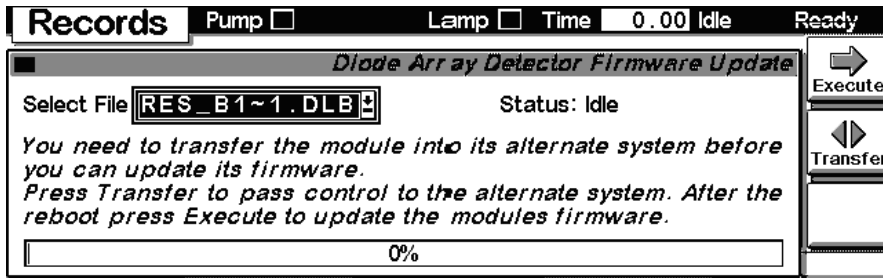 Records Pump Lamp Time 0.00 Idle Ready
Diode Array Detector Firmware Update
Execute
Select File RES_B1~1.DLB Status: Idle
You need to transfer the module into its alternate system before
you can update its firmware.
Transfer
Press Transfer to pass control to the alternate system. After the
reboot press Execute to update the modules firmware.
0%